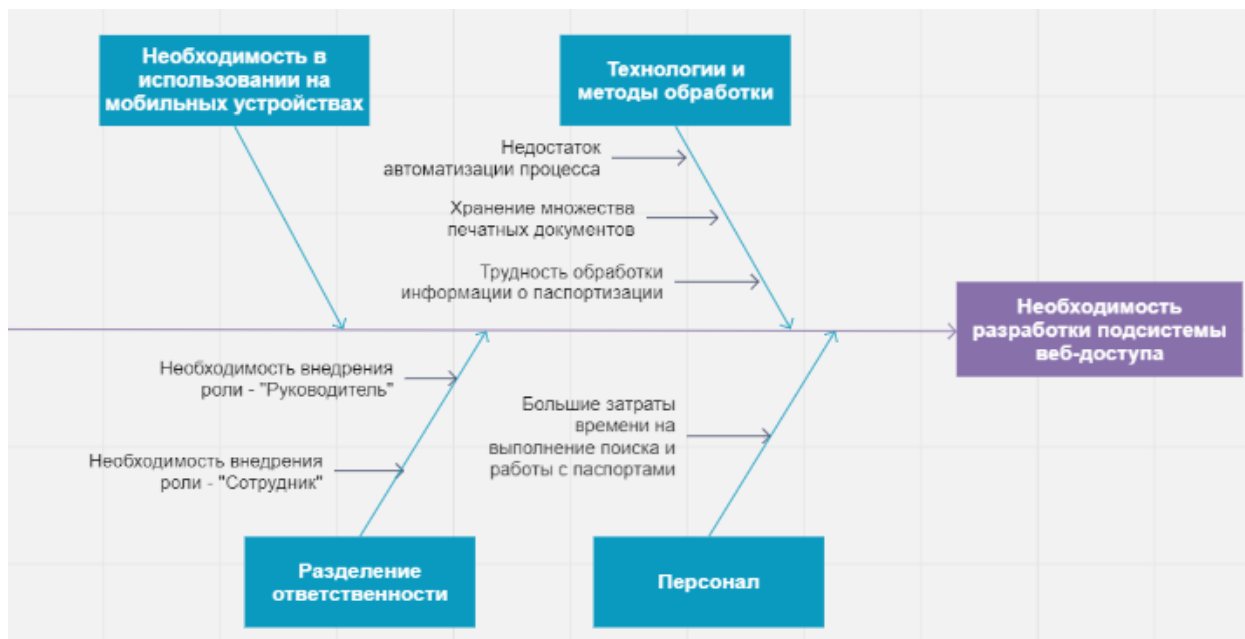 Необходимость в
использовании на
мобильных устройствах
Технологии и
методы обработки
Недостаток
автоматизации процесса
Хранение множества
печатных документов
Трудность обработки
информации о паспортизации
Необходимость
разработки подсистемы
веб-доступа
Необходимость внедрения
роли - "Руководитель"
Необходимость внедрения
роли - "Сотрудник"
Большие затраты
времени на
выполнение поиска и
работы с паспортами
Разделение
ответственности
Персонал